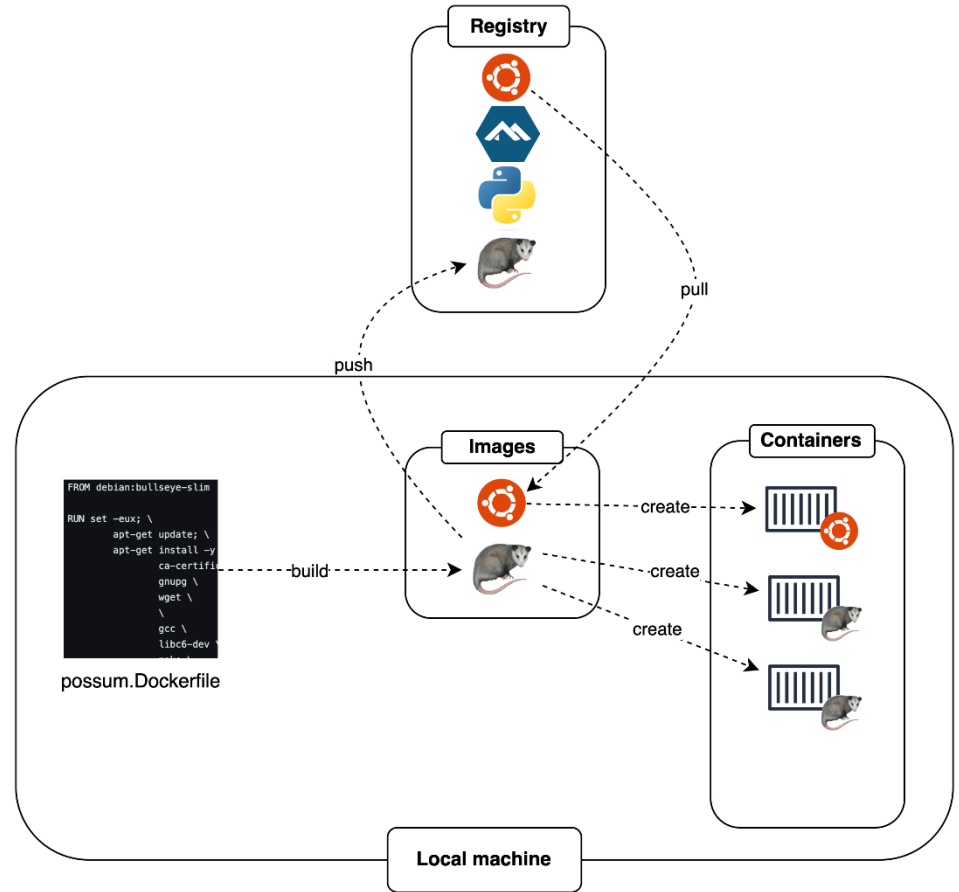 Registry
pull
push
Images
Containers
FROM debian:bullseye-slim
RUN set -eux; \
apt-get update; \
apt-get install -y
ca-certific
gnupg \
wget \
\
gcc \
libc6-dev \
possum.Dockerfile
build
create
create
create
Local machine